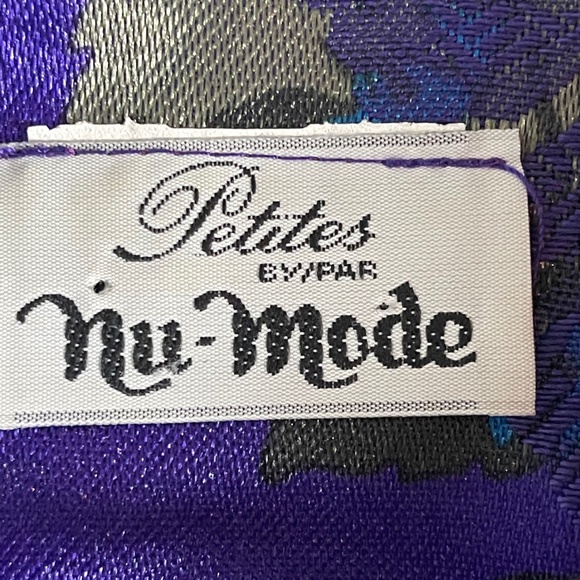 Petites
BY/PAR
nu-mode